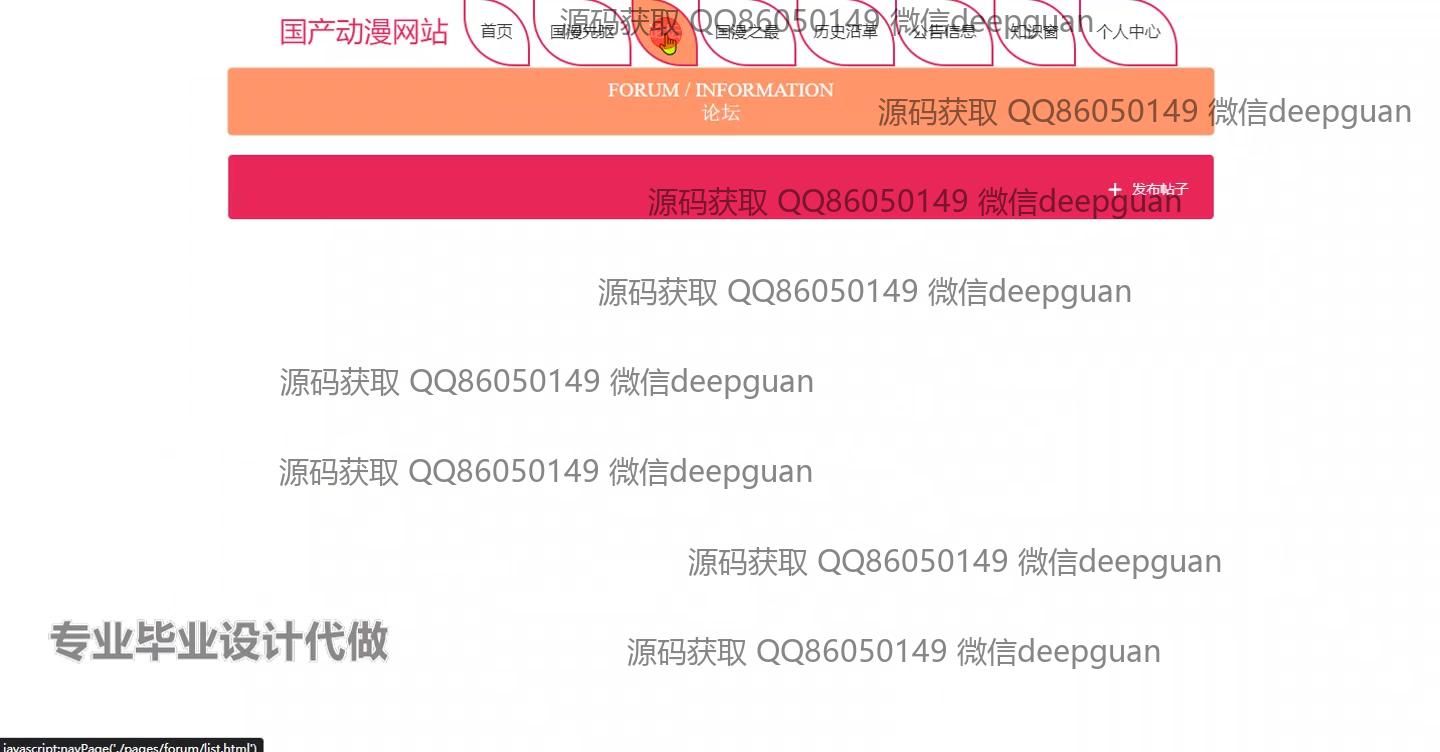 国产动漫网站
首页
国漫先驱
国漫之最
历史沿革
公告信息
知识窗
个人中心
源码获取 QQ86050149 微信deepguan
FORUM / INFORMATION
论坛
源码获取 QQ86050149 微信deepguan
+ 发布帖子
源码获取 QQ86050149 微信deepguan
源码获取 QQ86050149 微信deepguan
源码获取 QQ86050149 微信deepguan
源码获取 QQ86050149 微信deepguan
源码获取 QQ86050149 微信deepguan
专业毕业设计代做
源码获取 QQ86050149 微信deepguan
javascript:navPage('./pages/forum/list.html')